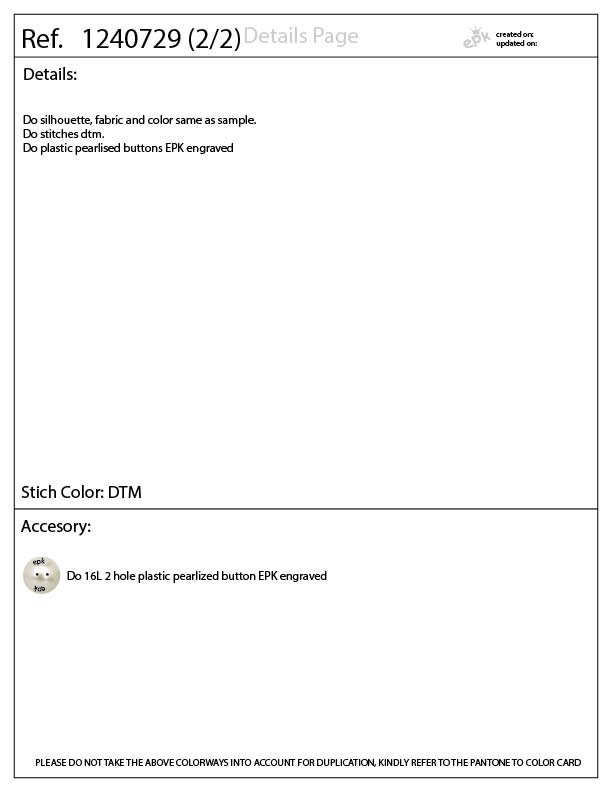 Ref. 1240729 (2/2) Details Page
epk
created on:
updated on:
Details:
Do silhouette, fabric and color same as sample.
Do stitches dtm.
Do plastic pearlised buttons EPK engraved
Stich Color: DTM
Accesory:
epk
epk
Do 16L 2 hole plastic pearlized button EPK engraved
PLEASE DO NOT TAKE THE ABOVE COLORWAYS INTO ACCOUNT FOR DUPLICATION, KINDLY REFER TO THE PANTONE TO COLOR CARD